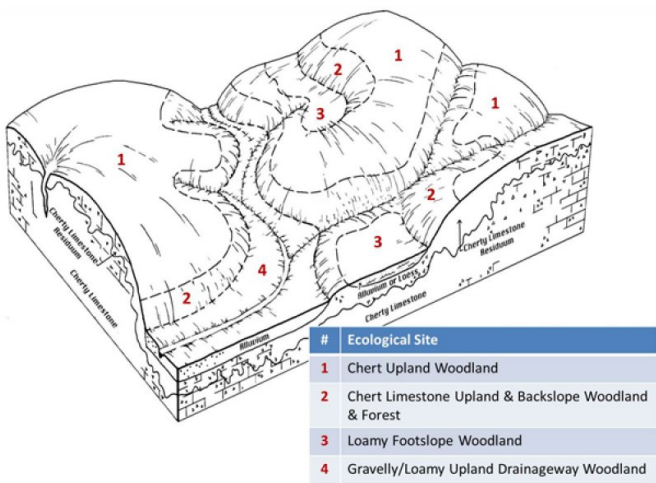 1
2
1
3
1
1
2
3
4
2
Cherty Limestone
Residuum
Cherty Limestone
Cherty Limestone
Residuum
Alluvium or Loess
Cherty Limestone
Alluvium
# Ecological Site
1 Chert Upland Woodland
2 Chert Limestone Upland & Backslope Woodland
& Forest
3 Loamy Footslope Woodland
4 Gravelly/Loamy Upland Drainageway Woodland